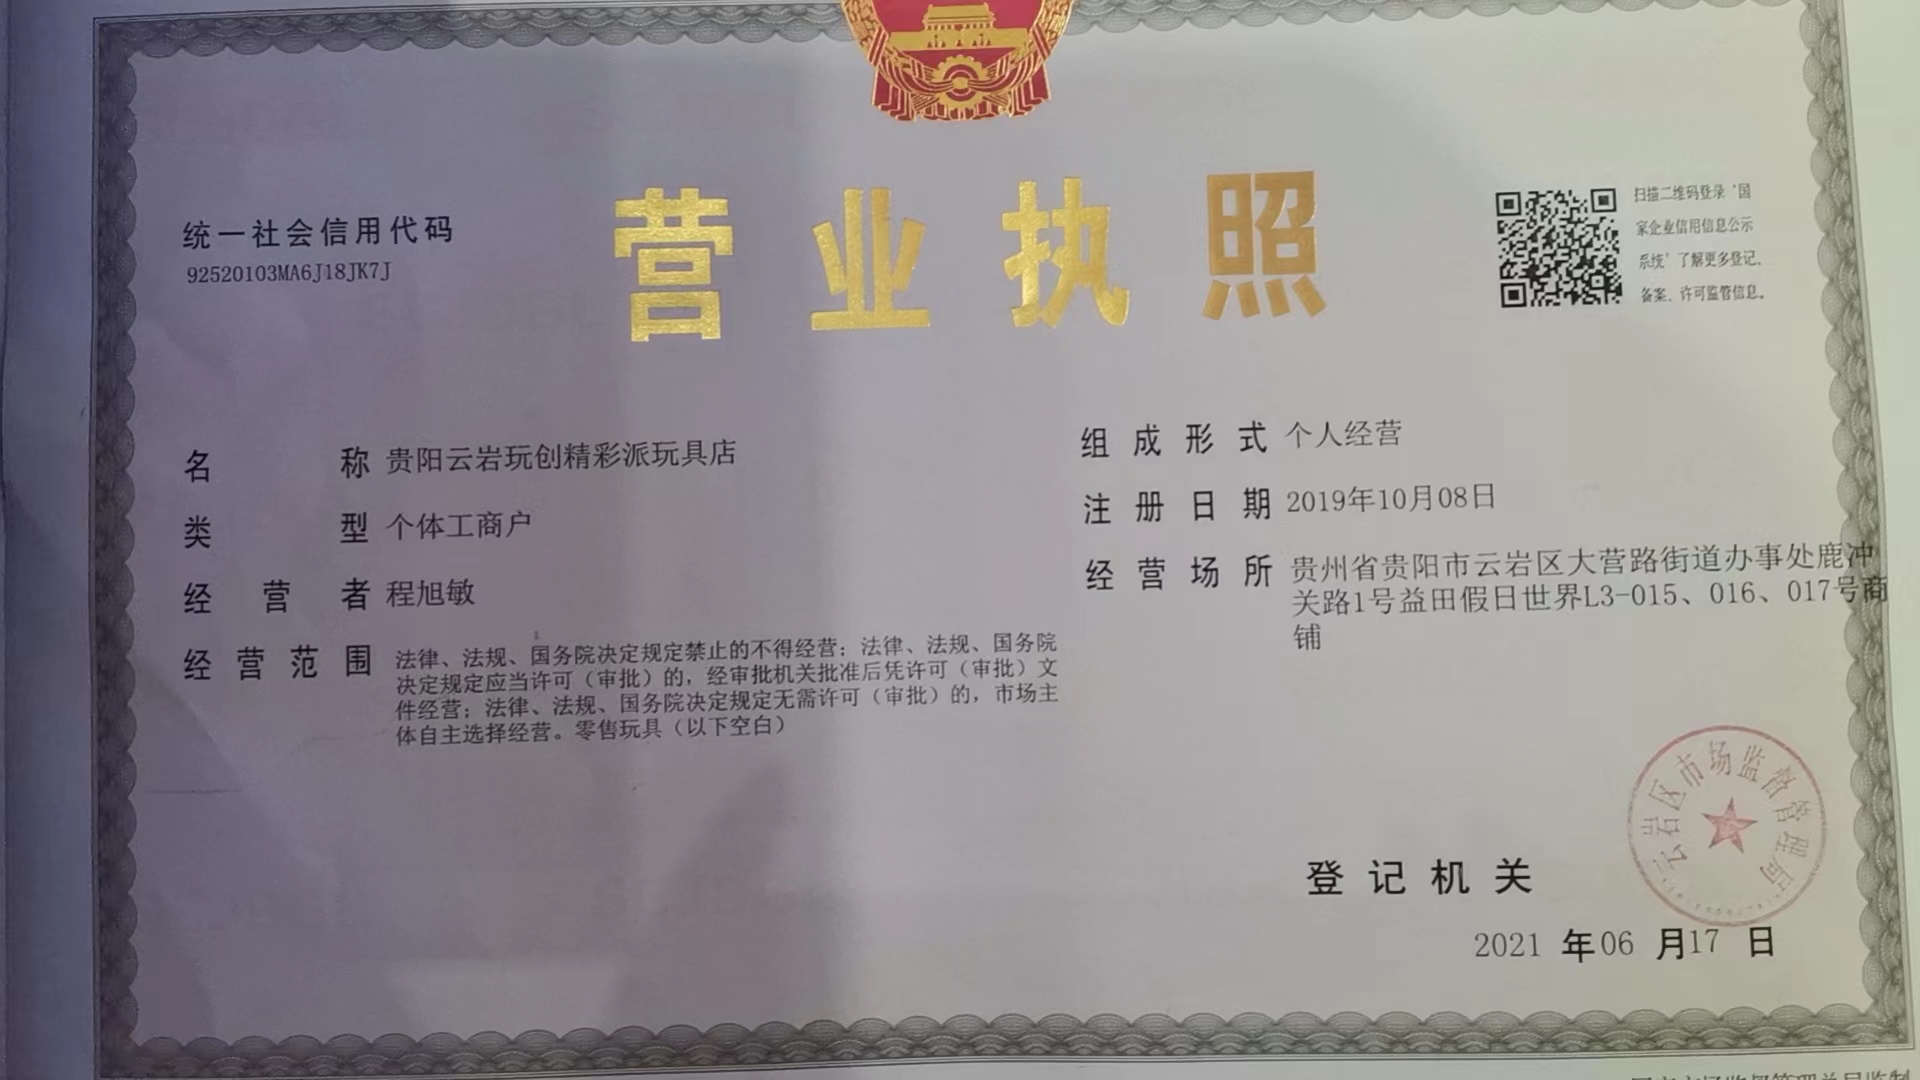 营业执照
统一社会信用代码
92520103MA6J18JK7J
扫描二维码登录‘国
家企业信用信息公示
系统’了解更多登记、
备案、许可监管信息。
名称 贵阳云岩玩创精彩派玩具店
类型 个体工商户
经营者 程旭敏
经营范围 法律、法规、国务院决定规定禁止的不得经营；法律、法规、国务院
决定规定应当许可（审批）的，经审批机关批准后凭许可（审批）文
件经营；法律、法规、国务院决定规定无需许可（审批）的，市场主
体自主选择经营。零售玩具（以下空白）
组成形式 个人经营
注册日期 2019年10月08日
经营场所 贵州省贵阳市云岩区大营路街道办事处鹿冲
关路1号益田假日世界L3-015、016、017号商
铺
云岩区市场监督管理局
登记机关
2021 年06 月17 日